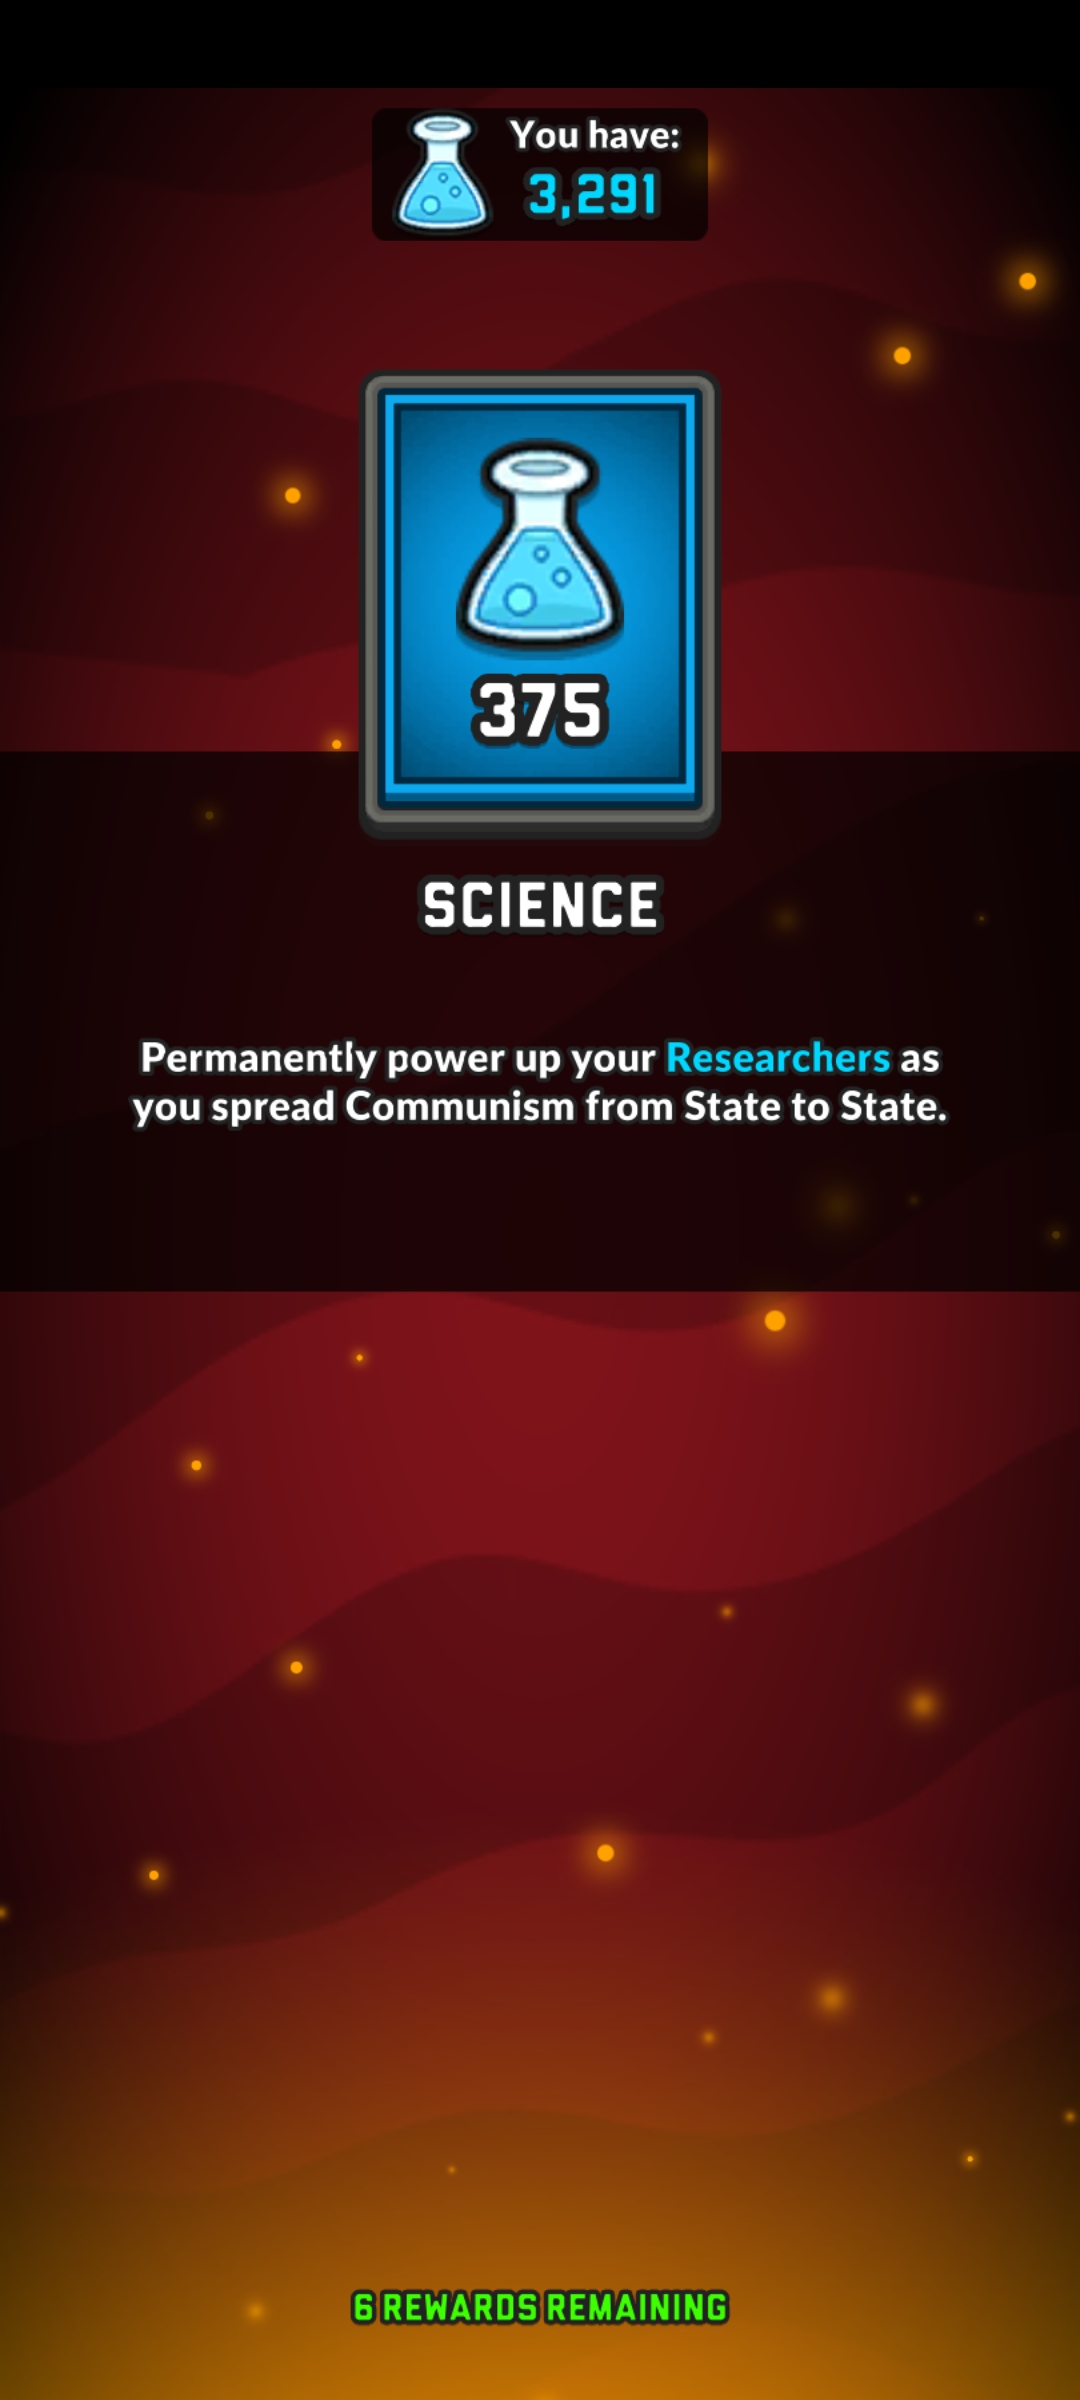 You have:
3,291
375
SCIENCE
Permanently power up your Researchers as
you spread Communism from State to State.
6 REWARDS REMAINING